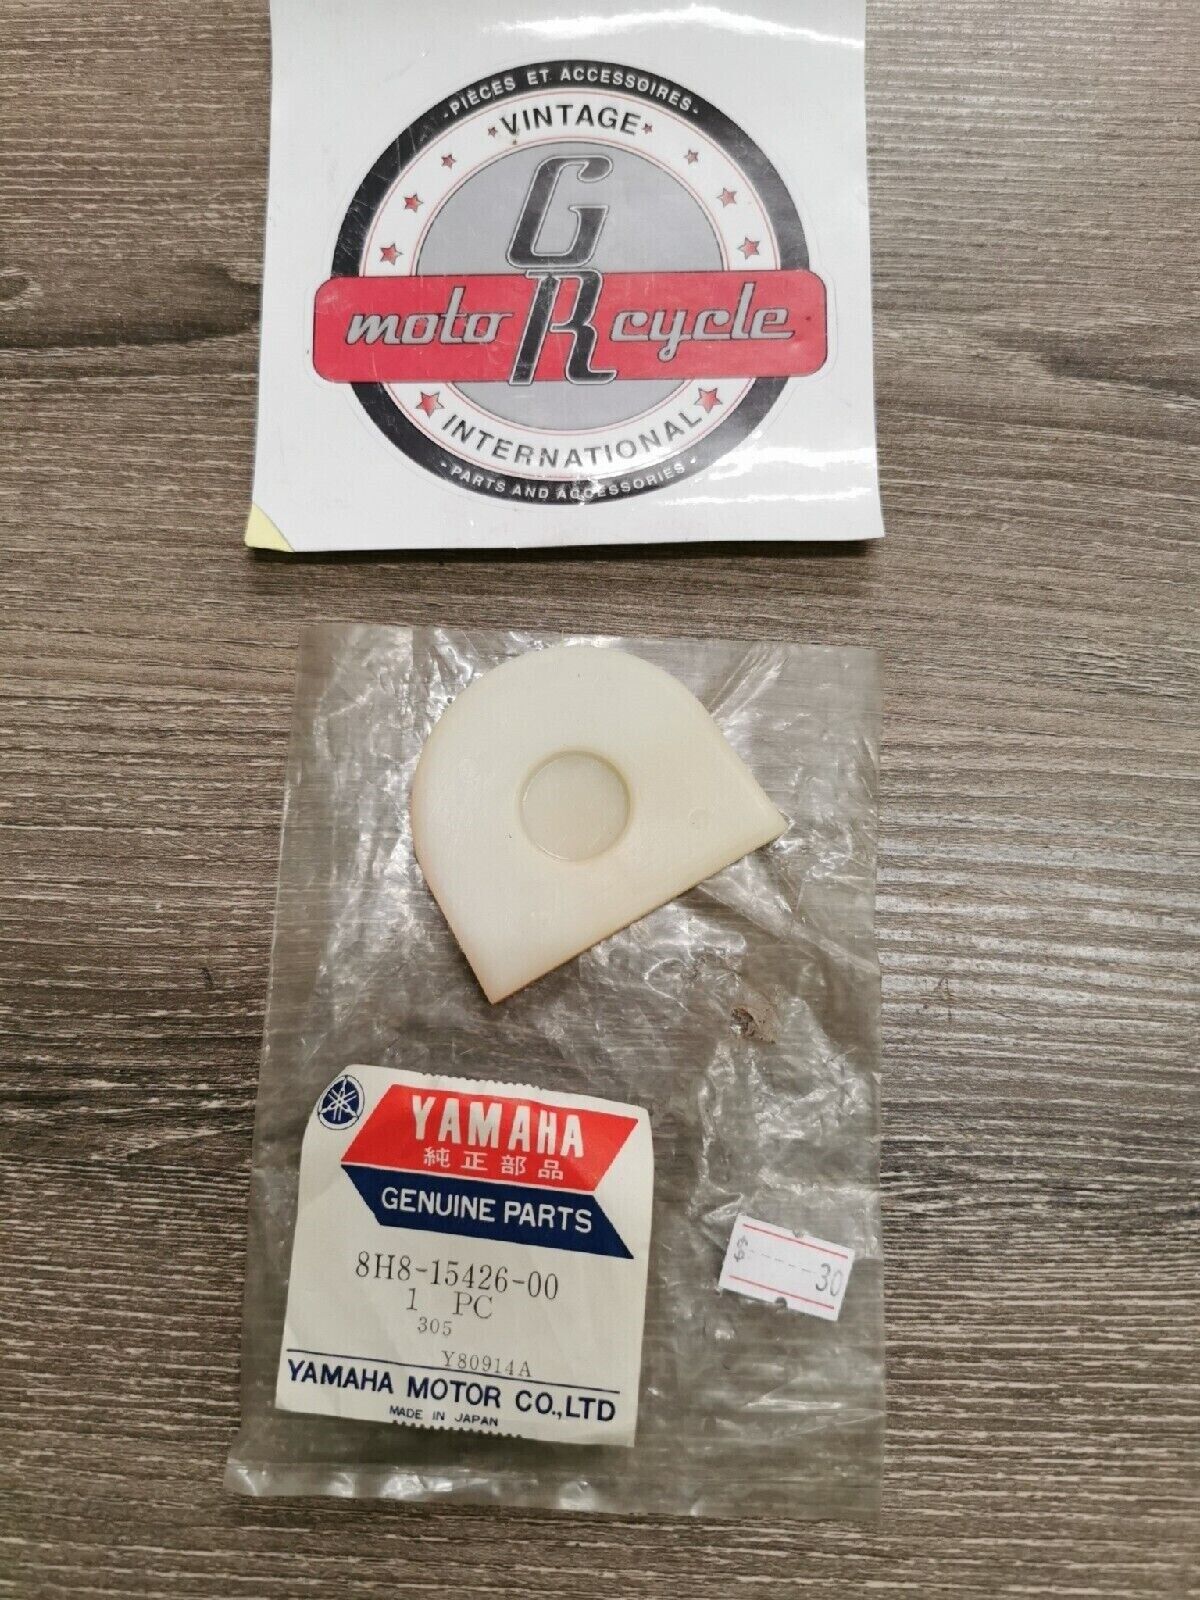 -PIÈCES ET ACCESSOIRES-
VINTAGE
GR
moto cycle
INTERNATIONAL
-PARTS AND ACCESSORIES-
YAMAHA
純正部品
GENUINE PARTS
8H8-15426-00
1 PC
305
Y80914A
YAMAHA MOTOR CO.,LTD
MADE IN JAPAN
30